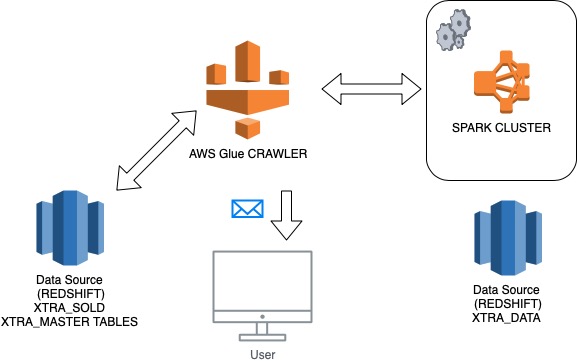 AWS Glue CRAWLER
SPARK CLUSTER
Data Source
(REDSHIFT)
XTRA_SOLD
XTRA_MASTER TABLES
Data Source
(REDSHIFT)
XTRA_DATA
User